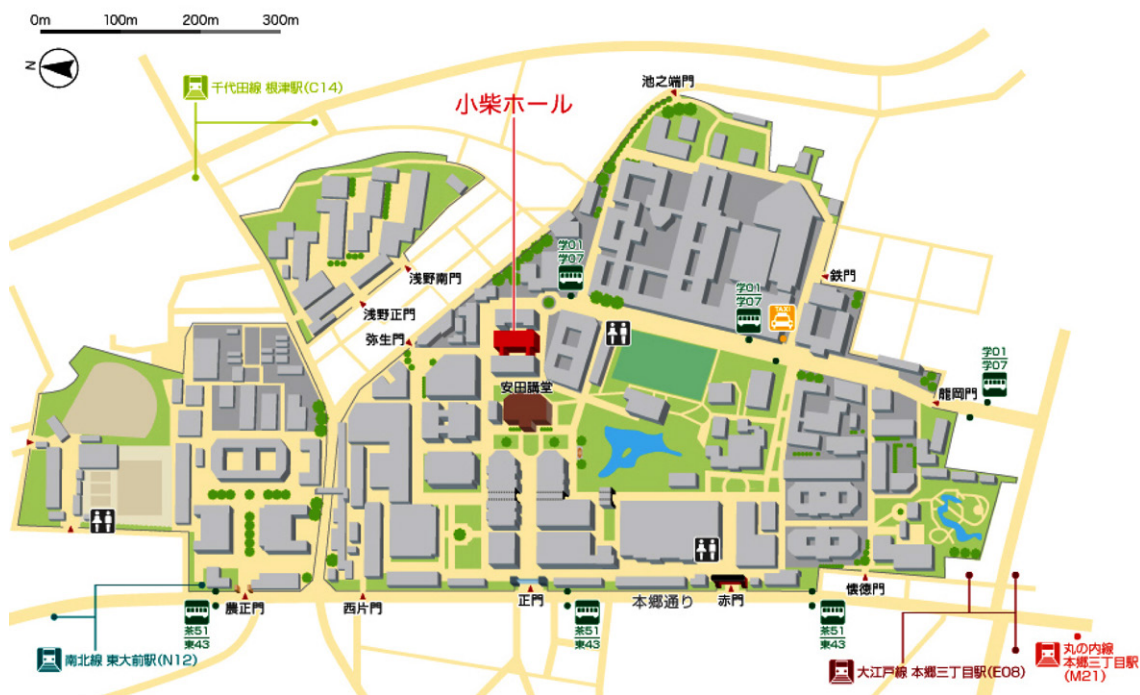 0m 100m 200m 300m
N
千代田線 根津駅(C14)
池之端門
小柴ホール
学01
学07
浅野南門
鉄門
学01
学07
TAXI
浅野正門
弥生門
学01
学07
安田講堂
龍岡門
農正門
西片門
正門
本郷通り
赤門
懐徳門
茶51
東43
茶51
東43
茶51
東43
南北線 東大前駅(N12)
大江戸線 本郷三丁目駅(E08)
丸の内線
本郷三丁目駅
(M21)